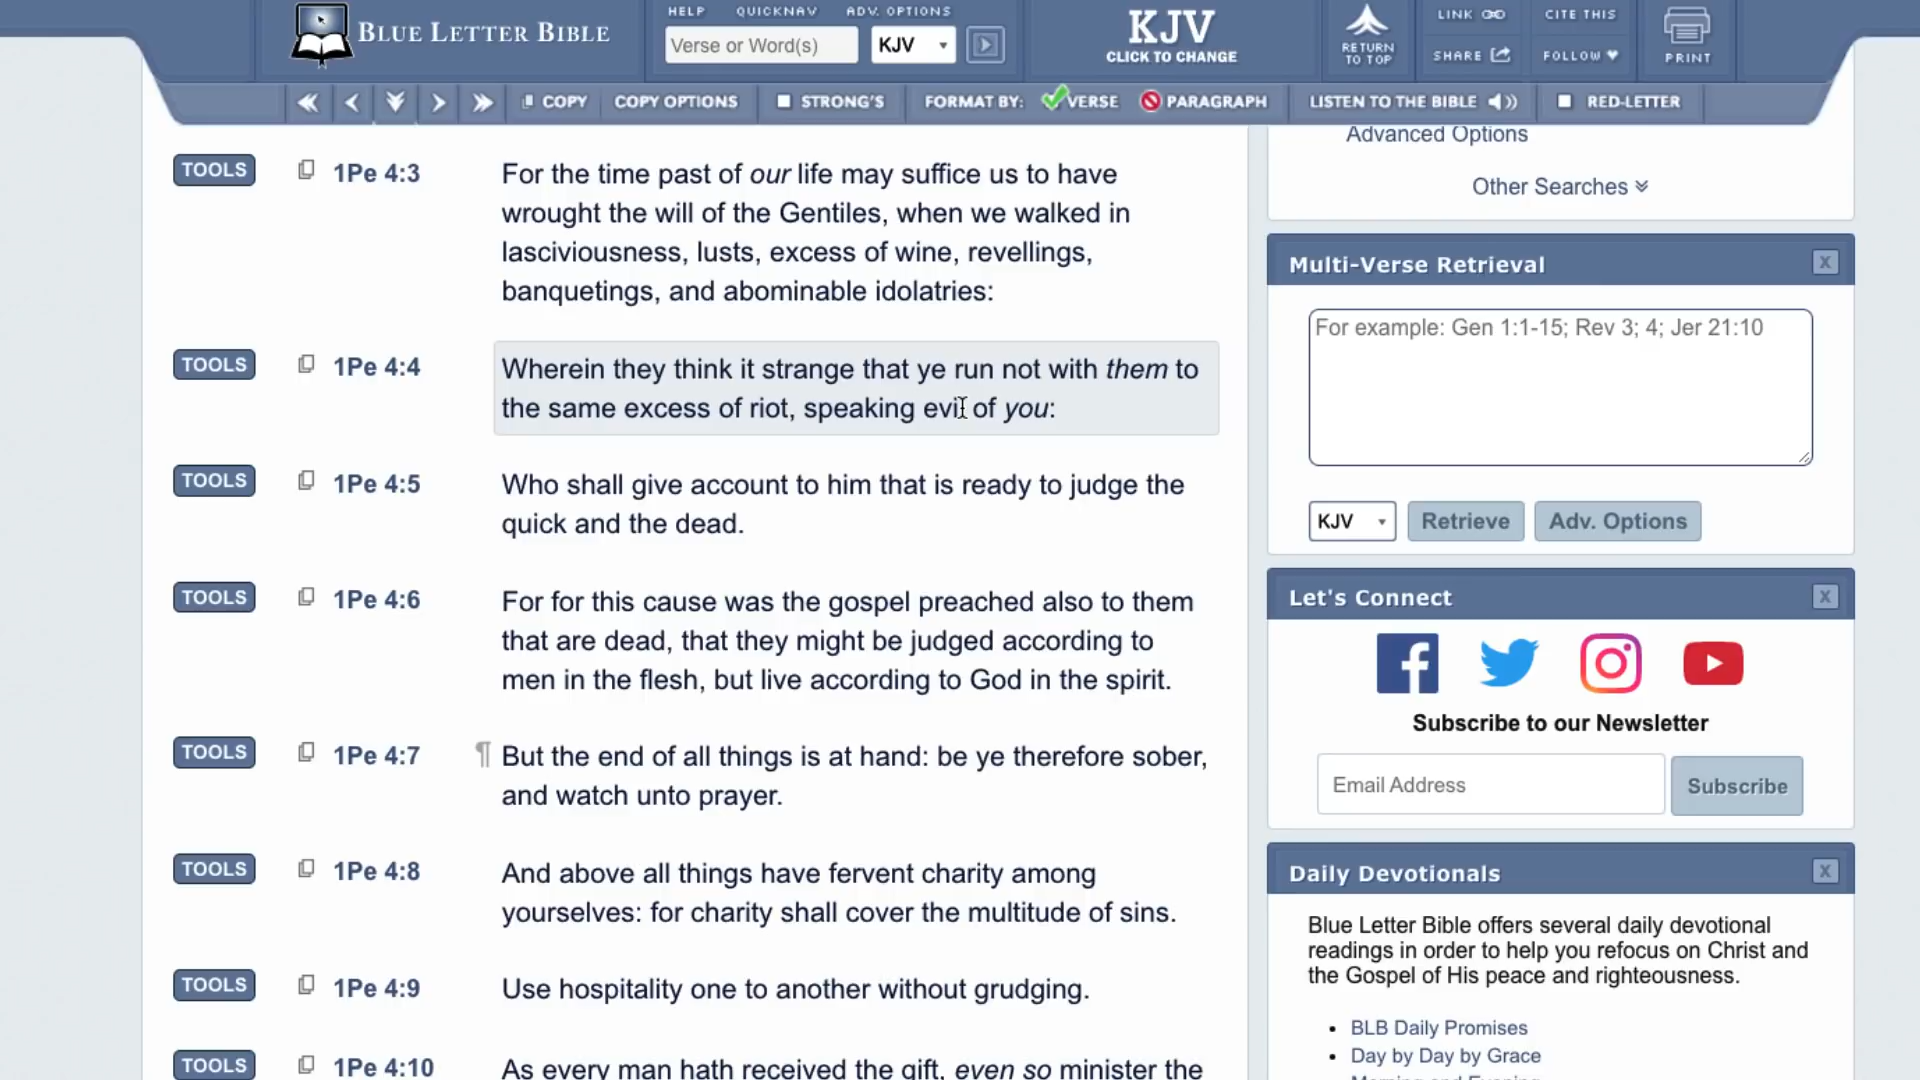 BLUE LETTER BIBLE
HELP QUICKNAV ADV. OPTIONS
Verse or Word(s) KJV
KJV
CLICK TO CHANGE
RETURN
TO TOP
LINK
SHARE
CITE THIS
FOLLOW
PRINT
COPY COPY OPTIONS STRONG'S FORMAT BY: VERSE PARAGRAPH LISTEN TO THE BIBLE RED-LETTER
TOOLS 1Pe 4:3 For the time past of our life may suffice us to have
wrought the will of the Gentiles, when we walked in
lasciviousness, lusts, excess of wine, revellings,
banquetings, and abominable idolatries:
TOOLS 1Pe 4:4 Wherein they think it strange that ye run not with them to
the same excess of riot, speaking evil of you:
TOOLS 1Pe 4:5 Who shall give account to him that is ready to judge the
quick and the dead.
TOOLS 1Pe 4:6 For for this cause was the gospel preached also to them
that are dead, that they might be judged according to
men in the flesh, but live according to God in the spirit.
TOOLS 1Pe 4:7 ¶ But the end of all things is at hand: be ye therefore sober,
and watch unto prayer.
TOOLS 1Pe 4:8 And above all things have fervent charity among
yourselves: for charity shall cover the multitude of sins.
TOOLS 1Pe 4:9 Use hospitality one to another without grudging.
TOOLS 1Pe 4:10 As every man hath received the gift, even so minister the
Advanced Options
Other Searches
Multi-Verse Retrieval X
For example: Gen 1:1-15; Rev 3; 4; Jer 21:10
KJV Retrieve Adv. Options
Let's Connect X
Subscribe to our Newsletter
Email Address Subscribe
Daily Devotionals X
Blue Letter Bible offers several daily devotional
readings in order to help you refocus on Christ and
the Gospel of His peace and righteousness.
• BLB Daily Promises
• Day by Day by Grace
Morning and Evening